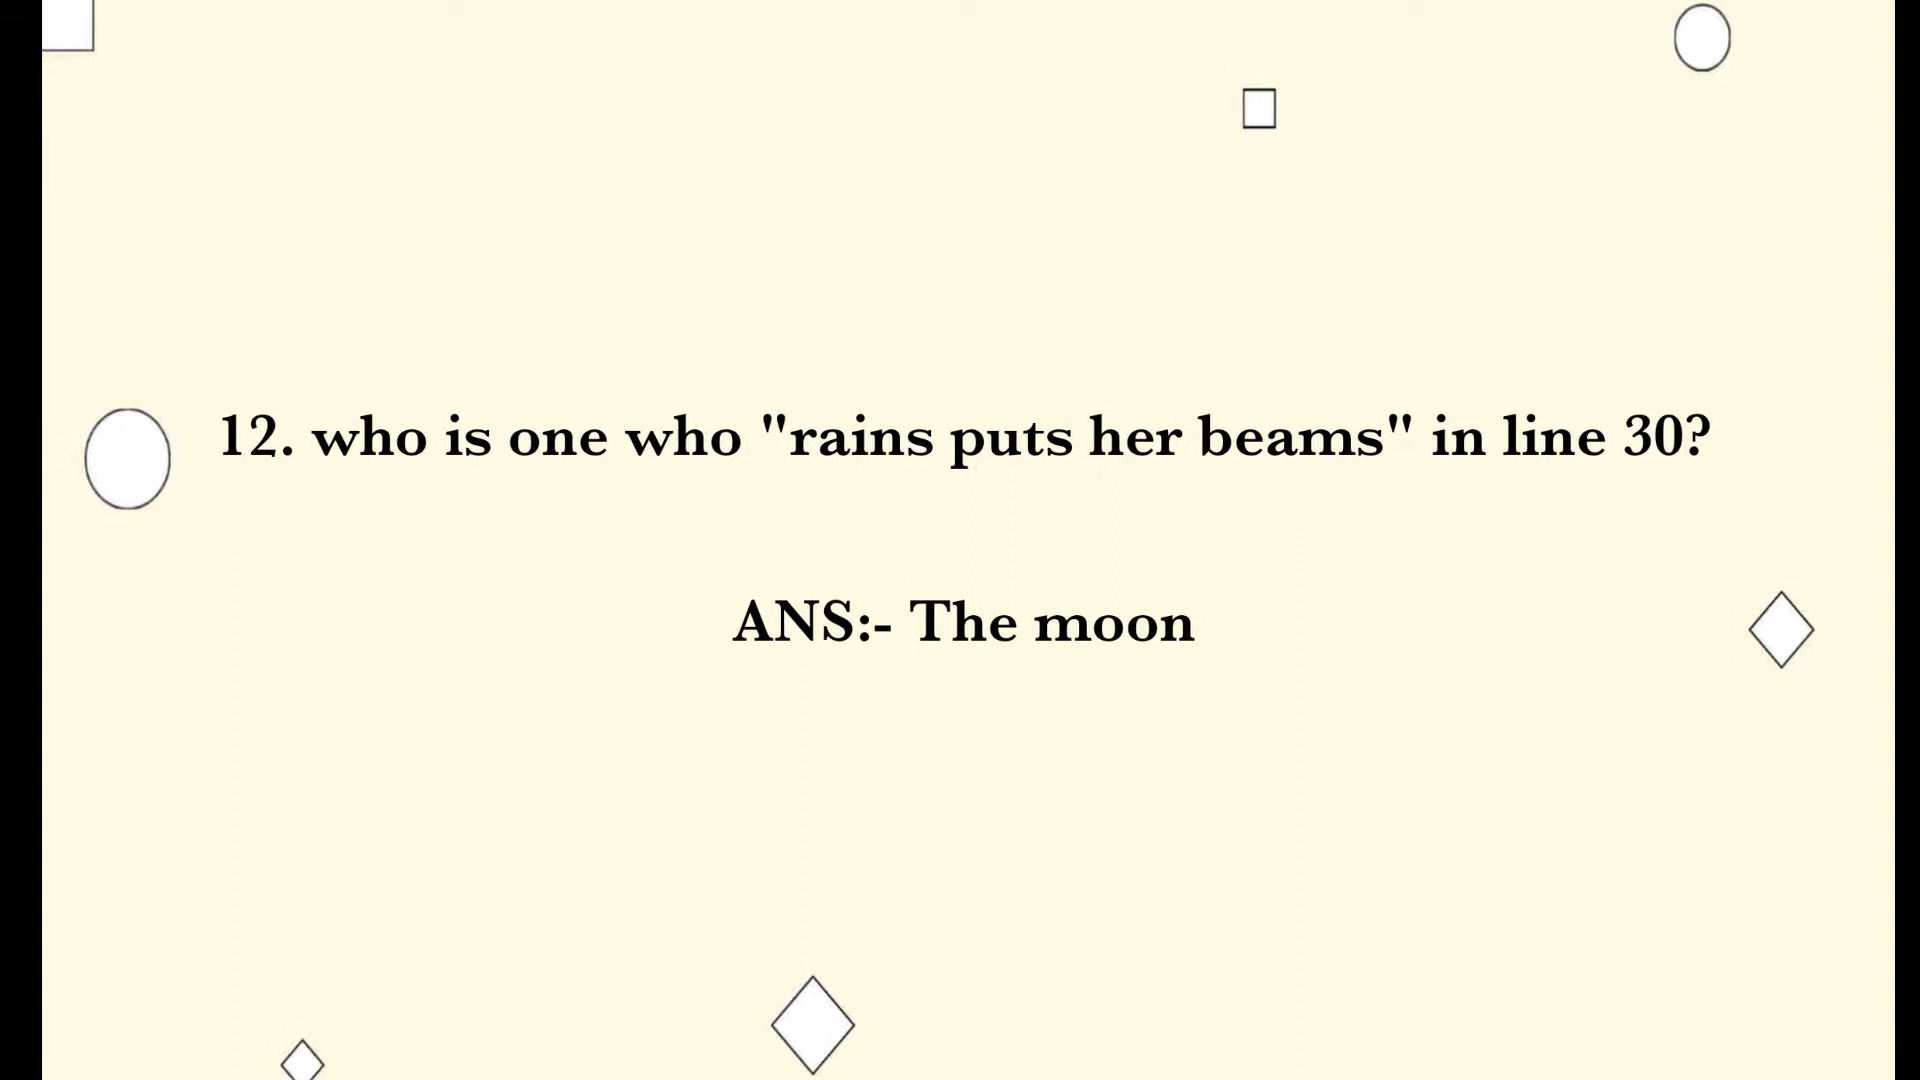 12. who is one who "rains puts her beams" in line 30?
ANS:- The moon